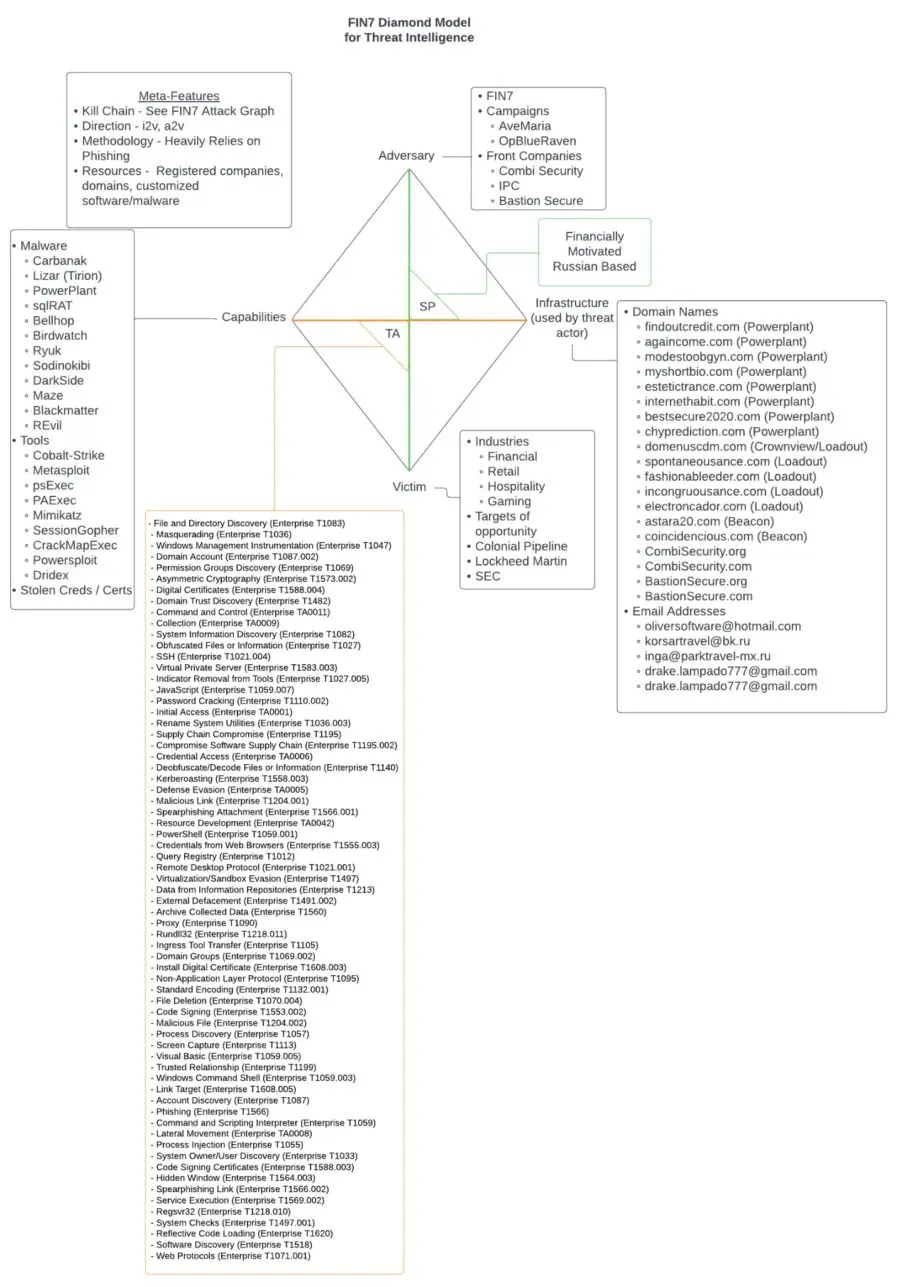 FIN7 Diamond Model
for Threat Intelligence
Meta-Features
• Kill Chain - See FIN7 Attack Graph
• Direction - i2v, a2v
• Methodology - Heavily Relies on
Phishing
• Resources - Registered companies,
domains, customized
software/malware
Adversary
• FIN7
• Campaigns
◦ AveMaria
◦ OpBlueRaven
• Front Companies
◦ Combi Security
◦ IPC
◦ Bastion Secure
Financially
Motivated
Russian Based
SP
TA
Capabilities
• Malware
◦ Carbanak
◦ Lizar (Tirion)
◦ PowerPlant
◦ sqlRAT
◦ Bellhop
◦ Birdwatch
◦ Ryuk
◦ Sodinokibi
◦ DarkSide
◦ Maze
◦ Blackmatter
◦ REvil
• Tools
◦ Cobalt-Strike
◦ Metasploit
◦ psExec
◦ PAExec
◦ Mimikatz
◦ SessionGopher
◦ CrackMapExec
◦ Powersploit
◦ Dridex
• Stolen Creds / Certs
Infrastructure
(used by threat
actor)
• Domain Names
◦ findoutcredit.com (Powerplant)
◦ againcome.com (Powerplant)
◦ modestoobgyn.com (Powerplant)
◦ myshortbio.com (Powerplant)
◦ estetictrance.com (Powerplant)
◦ internethabit.com (Powerplant)
◦ bestsecure2020.com (Powerplant)
◦ chyprediction.com (Powerplant)
◦ domenuscdm.com (Crownview/Loadout)
◦ spontaneousance.com (Loadout)
◦ fashionableeder.com (Loadout)
◦ incongruousance.com (Loadout)
◦ electroncador.com (Loadout)
◦ astara20.com (Beacon)
◦ coincidencious.com (Beacon)
◦ CombiSecurity.org
◦ CombiSecurity.com
◦ BastionSecure.org
◦ BastionSecure.com
• Email Addresses
◦ oliversoftware@hotmail.com
◦ korsartravel@bk.ru
◦ inga@parktravel-mx.ru
◦ drake.lampado777@gmail.com
◦ drake.lampado777@gmail.com
Victim
• Industries
◦ Financial
◦ Retail
◦ Hospitality
◦ Gaming
• Targets of
opportunity
• Colonial Pipeline
• Lockheed Martin
• SEC
- File and Directory Discovery (Enterprise T1083)
- Masquerading (Enterprise T1036)
- Windows Management Instrumentation (Enterprise T1047)
- Domain Account (Enterprise T1087.002)
- Permission Groups Discovery (Enterprise T1069)
- Asymmetric Cryptography (Enterprise T1573.002)
- Digital Certificates (Enterprise T1588.004)
- Domain Trust Discovery (Enterprise T1482)
- Command and Control (Enterprise TA0011)
- Collection (Enterprise TA0009)
- System Information Discovery (Enterprise T1082)
- Obfuscated Files or Information (Enterprise T1027)
- SSH (Enterprise T1021.004)
- Virtual Private Server (Enterprise T1583.003)
- Indicator Removal from Tools (Enterprise T1027.005)
- JavaScript (Enterprise T1059.007)
- Password Cracking (Enterprise T1110.002)
- Initial Access (Enterprise TA0001)
- Rename System Utilities (Enterprise T1036.003)
- Supply Chain Compromise (Enterprise T1195)
- Compromise Software Supply Chain (Enterprise T1195.002)
- Credential Access (Enterprise TA0006)
- Deobfuscate/Decode Files or Information (Enterprise T1140)
- Kerberoasting (Enterprise T1558.003)
- Defense Evasion (Enterprise TA0005)
- Malicious Link (Enterprise T1204.001)
- Spearphishing Attachment (Enterprise T1566.001)
- Resource Development (Enterprise TA0042)
- PowerShell (Enterprise T1059.001)
- Credentials from Web Browsers (Enterprise T1555.003)
- Query Registry (Enterprise T1012)
- Remote Desktop Protocol (Enterprise T1021.001)
- Virtualization/Sandbox Evasion (Enterprise T1497)
- Data from Information Repositories (Enterprise T1213)
- External Defacement (Enterprise T1491.002)
- Archive Collected Data (Enterprise T1560)
- Proxy (Enterprise T1090)
- Rundll32 (Enterprise T1218.011)
- Ingress Tool Transfer (Enterprise T1105)
- Domain Groups (Enterprise T1069.002)
- Install Digital Certificate (Enterprise T1608.003)
- Non-Application Layer Protocol (Enterprise T1095)
- Standard Encoding (Enterprise T1132.001)
- File Deletion (Enterprise T1070.004)
- Code Signing (Enterprise T1553.002)
- Malicious File (Enterprise T1204.002)
- Process Discovery (Enterprise T1057)
- Screen Capture (Enterprise T1113)
- Visual Basic (Enterprise T1059.005)
- Trusted Relationship (Enterprise T1199)
- Windows Command Shell (Enterprise T1059.003)
- Link Target (Enterprise T1608.005)
- Account Discovery (Enterprise T1087)
- Phishing (Enterprise T1566)
- Command and Scripting Interpreter (Enterprise T1059)
- Lateral Movement (Enterprise TA0008)
- Process Injection (Enterprise T1055)
- System Owner/User Discovery (Enterprise T1033)
- Code Signing Certificates (Enterprise T1588.003)
- Hidden Window (Enterprise T1564.003)
- Spearphishing Link (Enterprise T1566.002)
- Service Execution (Enterprise T1569.002)
- Regsvr32 (Enterprise T1218.010)
- System Checks (Enterprise T1497.001)
- Reflective Code Loading (Enterprise T1620)
- Software Discovery (Enterprise T1518)
- Web Protocols (Enterprise T1071.001)